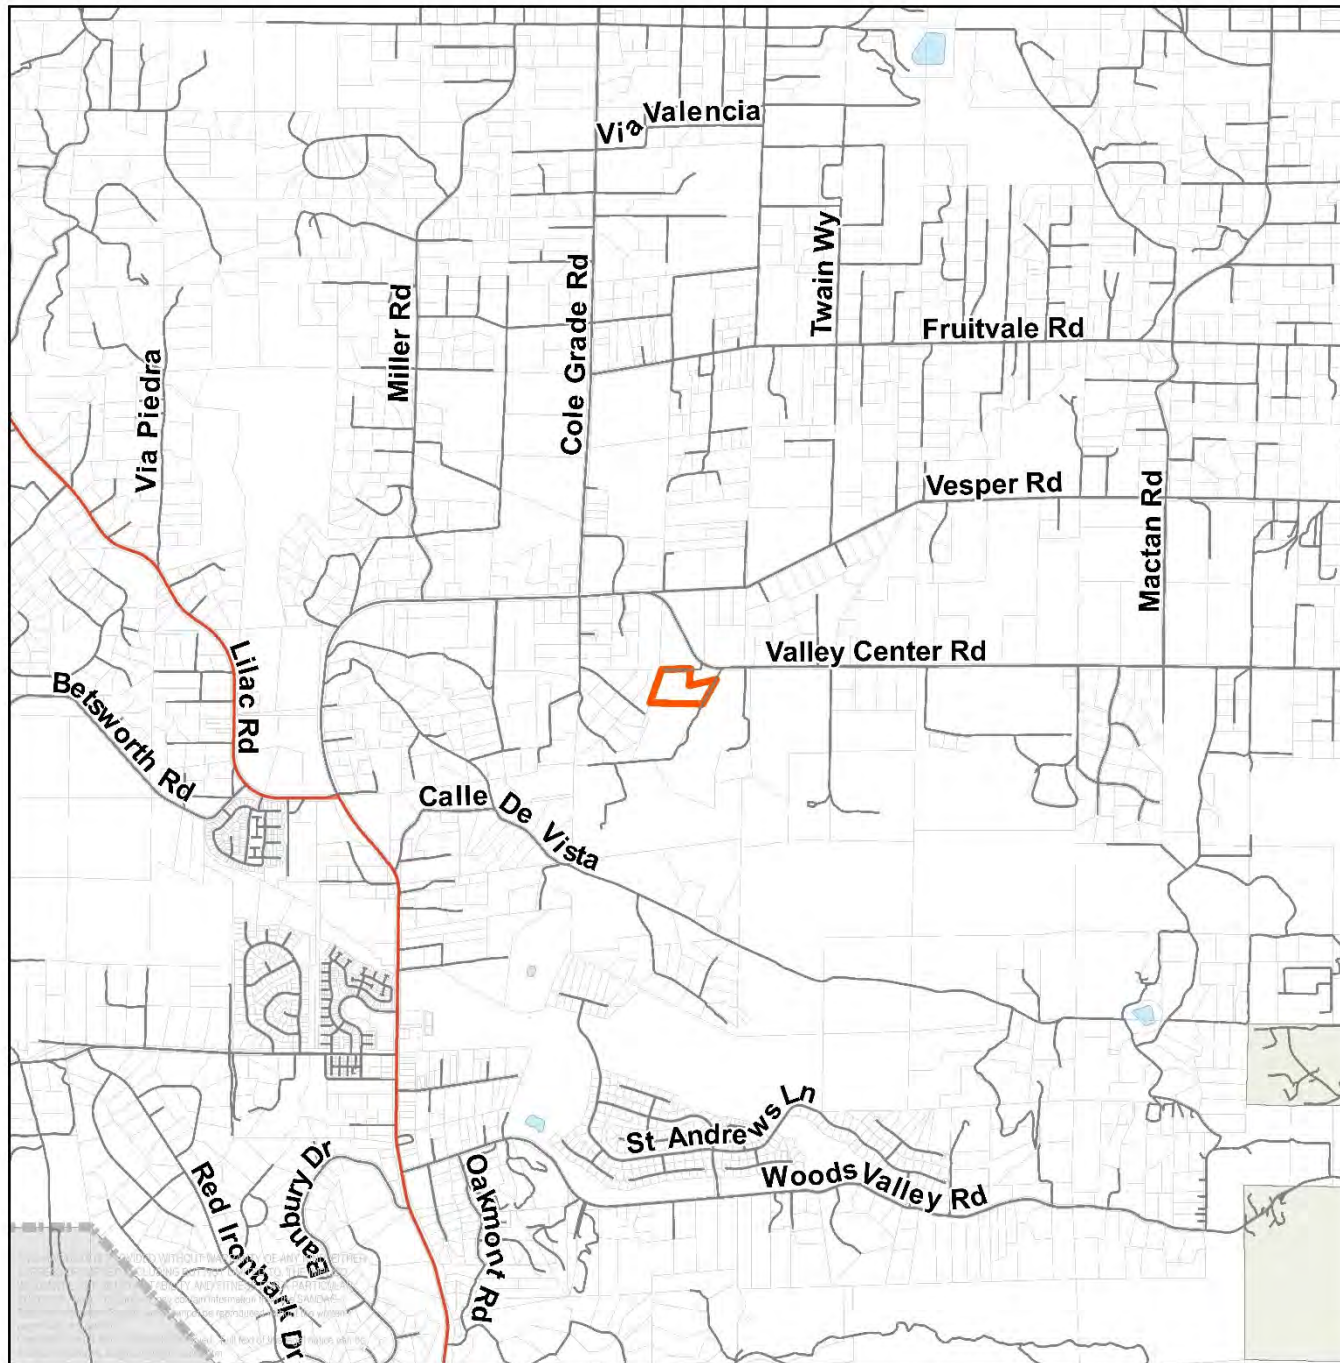 Via Valencia
Twain Wy
Cole Grade Rd
Miller Rd
Fruitvale Rd
Via Piedra
Vesper Rd
Mactan Rd
Valley Center Rd
Lilac Rd
Betsworth Rd
Calle De Vista
St Andrews Ln
Woods Valley Rd
Oakmont Rd
Banbury Dr
Red Ironbark Dr